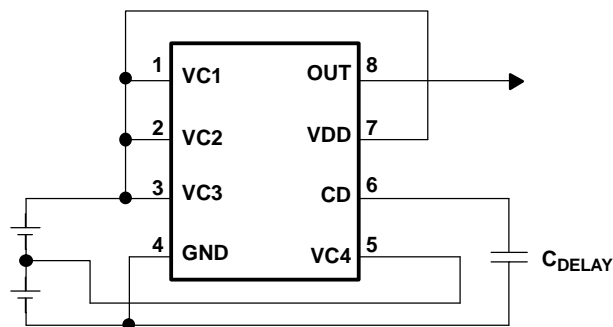 1 VC1 OUT 8
2 VC2 VDD 7
3 VC3 CD 6
4 GND VC4 5
CDELAY